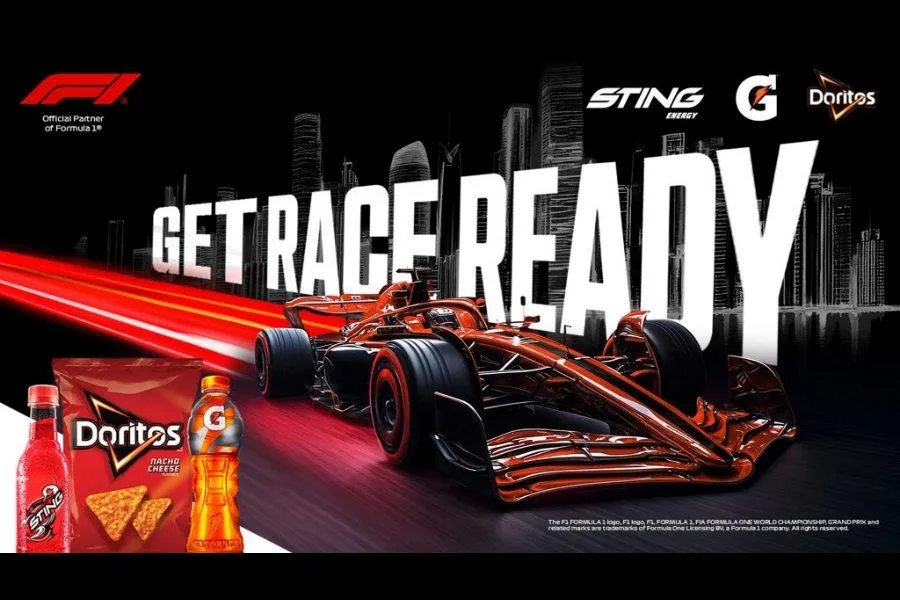 F1®
Official Partner
of Formula 1®
STING
ENERGY
G
Doritos
GET RACE READY
Doritos
NACHO
CHEESE
STING
G
The F1 FORMULA 1 logo, F1 logo, F1, FORMULA 1, FIA FORMULA ONE WORLD CHAMPIONSHIP, GRAND PRIX and
related marks are trademarks of Formula One Licensing BV, a Formula 1 company. All rights reserved.